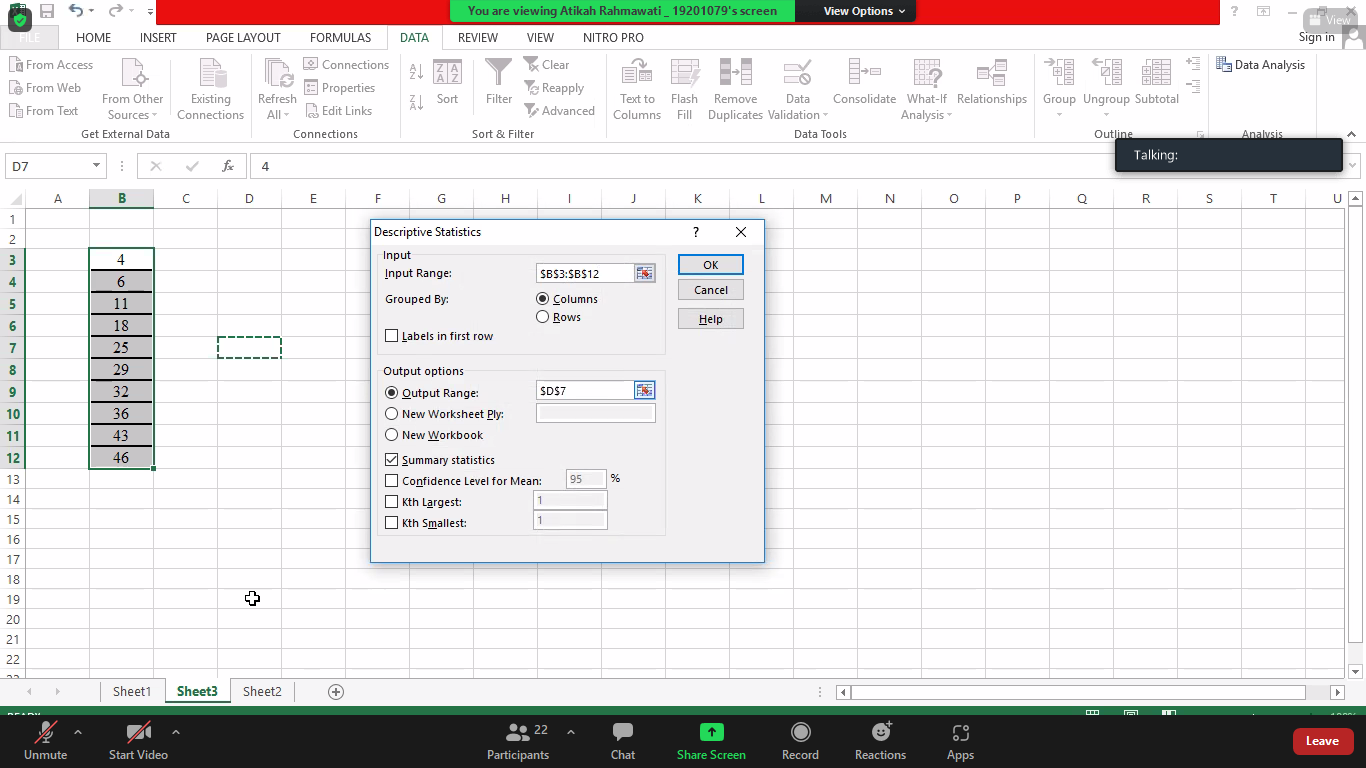 You are viewing Atikah Rahmawati _ 19201079's screen
View Options
View
FILE
HOME
INSERT
PAGE LAYOUT
FORMULAS
DATA
REVIEW
VIEW
NITRO PRO
Sign in
From Access
From Web
From Text
From Other Sources
Existing Connections
Get External Data
Refresh All
Connections
Properties
Edit Links
Connections
Sort
Filter
Clear
Reapply
Advanced
Sort & Filter
Text to Columns
Flash Fill
Remove Duplicates
Data Validation
Consolidate
What-If Analysis
Relationships
Data Tools
Group
Ungroup
Subtotal
Outline
Data Analysis
Analysis
Talking:
D7
fx
4
A B C D E F G H I J K L M N O P Q R S T U
1
2
3 4
4 6
5 11
6 18
7 25
8 29
9 32
10 36
11 43
12 46
13
14
15
16
17
18
19
20
21
22
Descriptive Statistics
?
Input
Input Range: $B$3:$B$12
Grouped By: Columns
Rows
Labels in first row
OK
Cancel
Help
Output options
Output Range: $D$7
New Worksheet Ply:
New Workbook
Summary statistics
Confidence Level for Mean: 95 %
Kth Largest: 1
Kth Smallest: 1
Sheet1
Sheet3
Sheet2
Unmute
Start Video
Participants
22
Chat
Share Screen
Record
Reactions
Apps
Leave